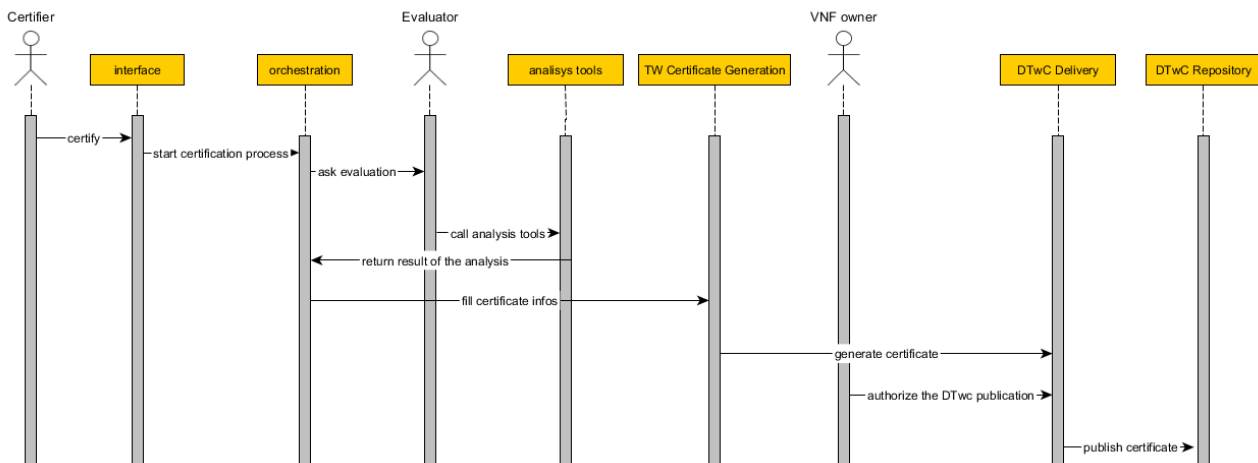 Certifier
Evaluator
VNF owner
interface
orchestration
analisys tools
TW Certificate Generation
DTwC Delivery
DTwC Repository
certify
start certification process
ask evaluation
call analysis tools
return result of the analysis
fill certificate infos
generate certificate
authorize the DTwc publication
publish certificate